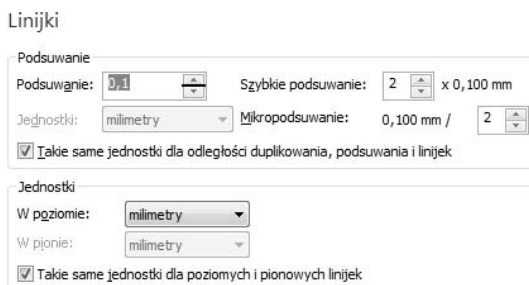 Linijki
Podsuwanie
Podsuwanie: 0,1 Szybkie podsuwanie: 2 x 0,100 mm
Jednostki: milimetry Mikropodsuwanie: 0,100 mm / 2
Takie same jednostki dla odległości duplikowania, podsuwania i linijek
Jednostki
W poziomie: milimetry
W pionie: milimetry
Takie same jednostki dla poziomych i pionowych linijek